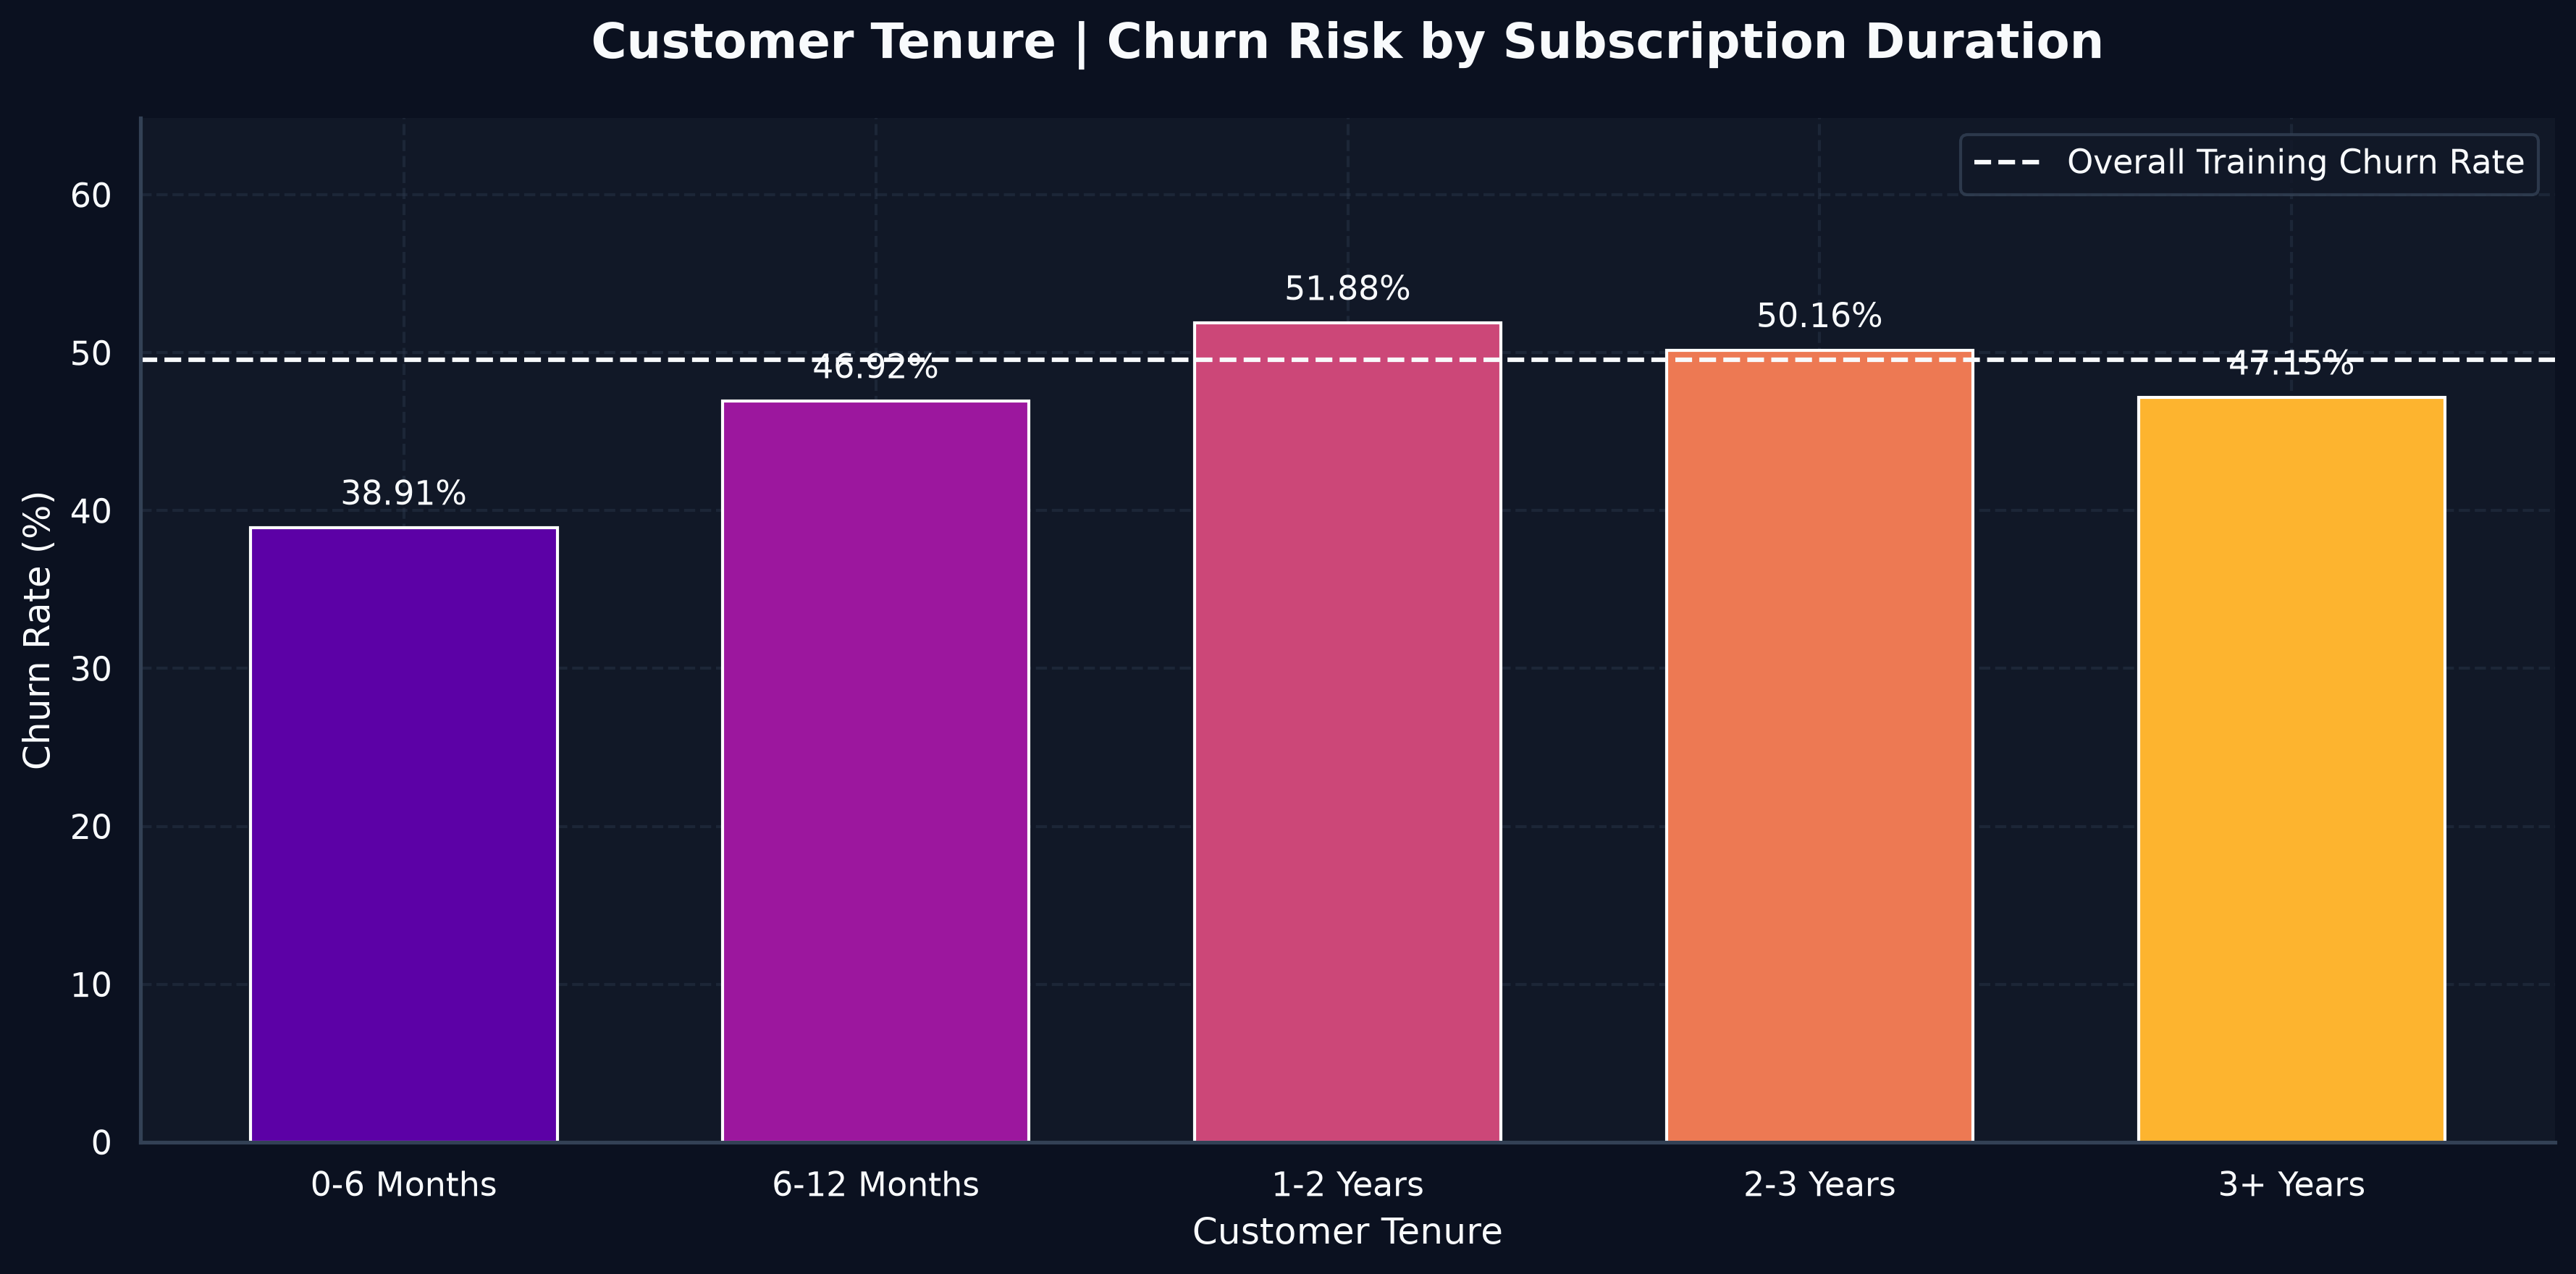 Customer Tenure | Churn Risk by Subscription Duration
Overall Training Churn Rate
Churn Rate (%)
60
50
40
30
20
10
0
38.91%
46.92%
51.88%
50.16%
47.15%
0-6 Months
6-12 Months
1-2 Years
2-3 Years
3+ Years
Customer Tenure